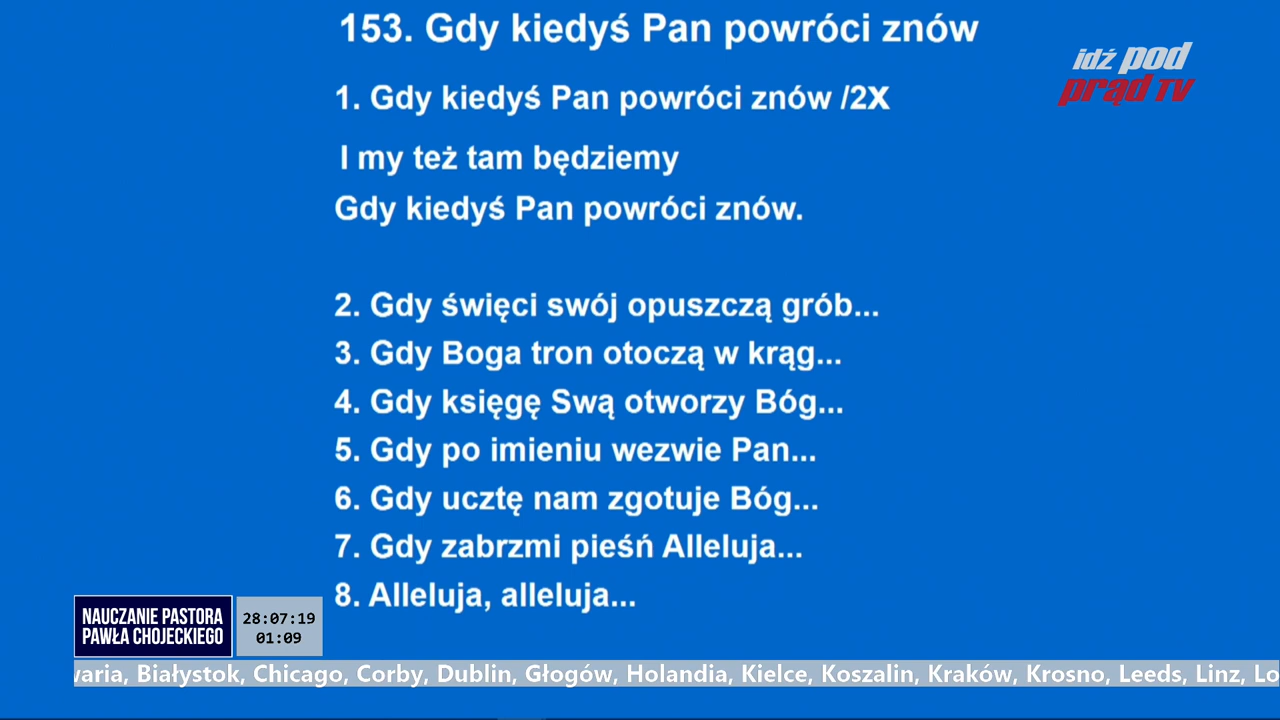 153. Gdy kiedyś Pan powróci znów
idź pod
prąd TV
1. Gdy kiedyś Pan powróci znów /2x
I my też tam będziemy
Gdy kiedyś Pan powróci znów.
2. Gdy święci swój opuszczą grób...
3. Gdy Boga tron otoczą w krąg...
4. Gdy księgę Swą otworzy Bóg...
5. Gdy po imieniu wezwie Pan...
6. Gdy ucztę nam zgotuje Bóg...
7. Gdy zabrzmi pieśń Alleluja...
8. Alleluja, alleluja...
NAUCZANIE PASTORA
PAWŁA CHOJECKIEGO
28:07:19
01:09
waria, Białystok, Chicago, Corby, Dublin, Głogów, Holandia, Kielce, Koszalin, Kraków, Krosno, Leeds, Linz, Lo